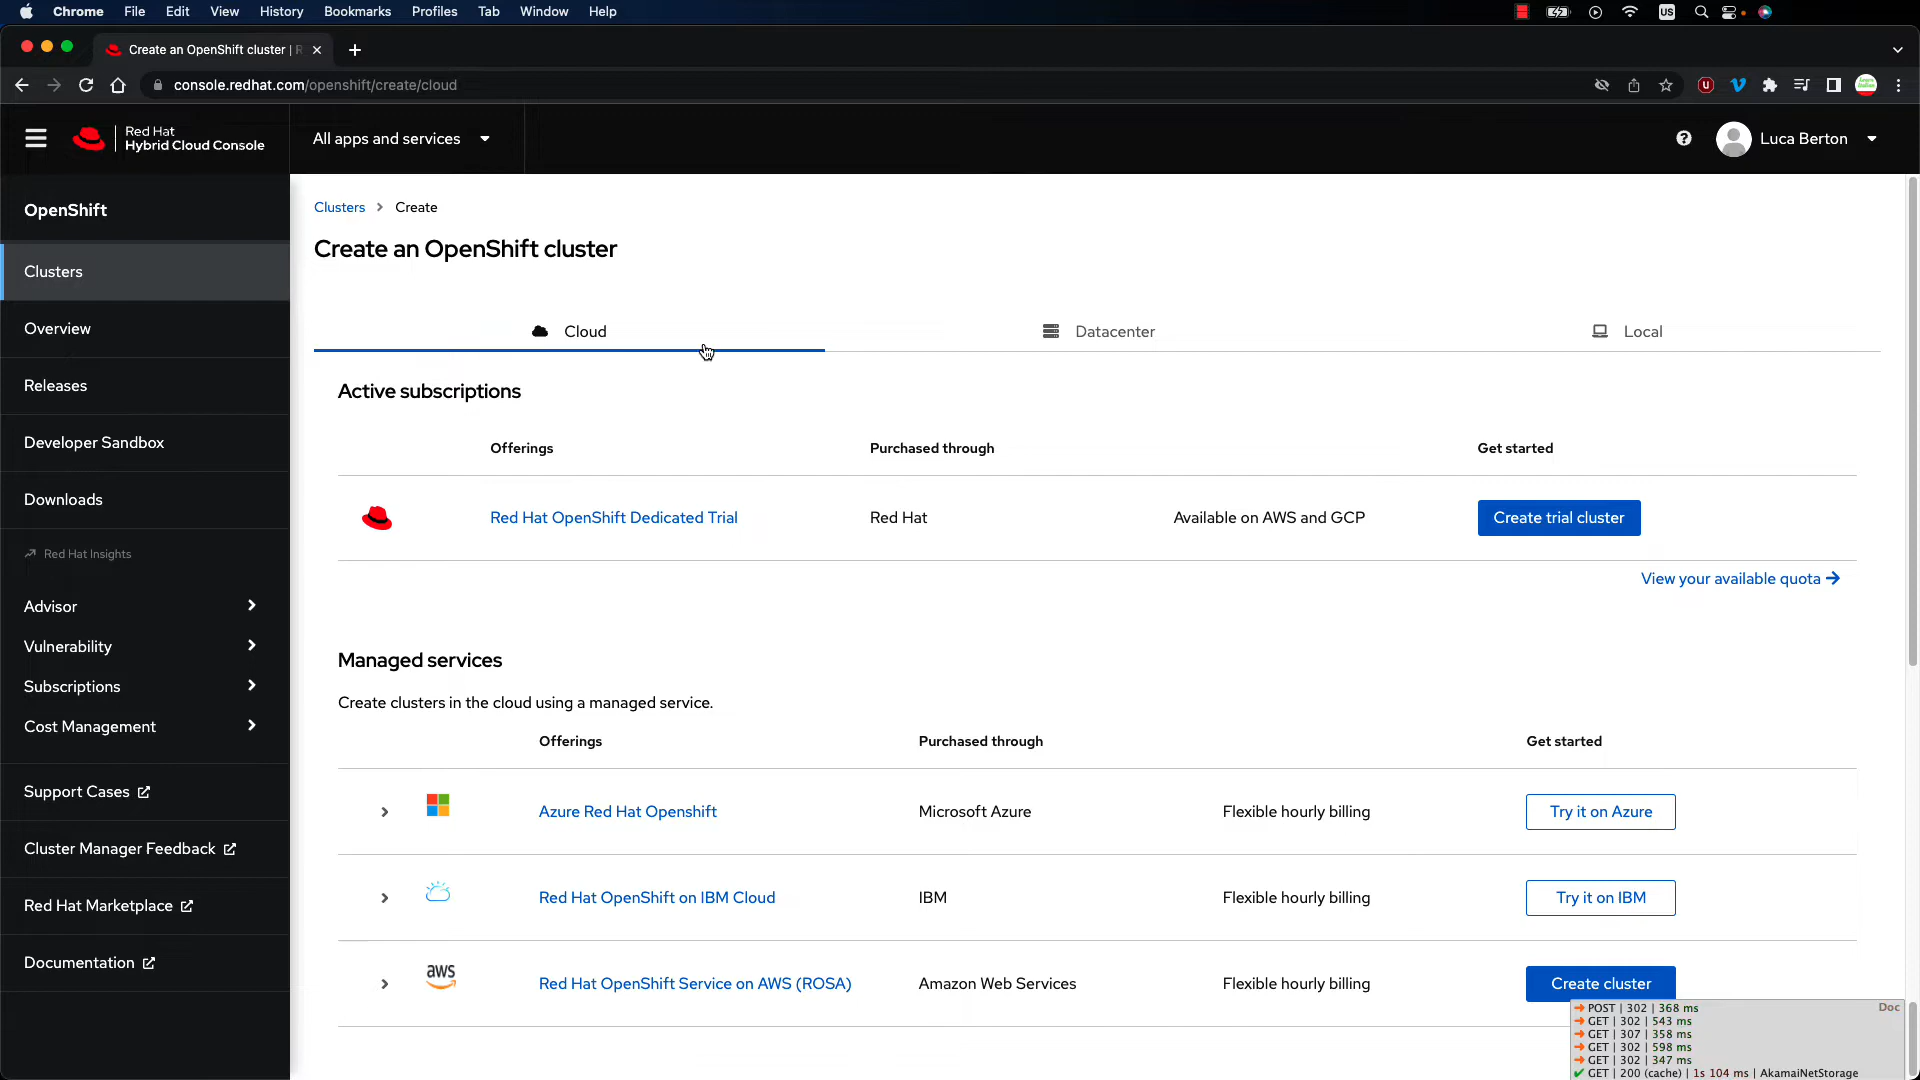 Chrome File Edit View History Bookmarks Profiles Tab Window Help
US
Create an OpenShift cluster | R
console.redhat.com/openshift/create/cloud
Red Hat
Hybrid Cloud Console
All apps and services
Luca Berton
OpenShift
Clusters
Overview
Releases
Developer Sandbox
Downloads
Red Hat Insights
Advisor
Vulnerability
Subscriptions
Cost Management
Support Cases
Cluster Manager Feedback
Red Hat Marketplace
Documentation
Clusters > Create
Create an OpenShift cluster
Cloud Datacenter Local
Active subscriptions
Offerings Purchased through Get started
Red Hat OpenShift Dedicated Trial Red Hat Available on AWS and GCP Create trial cluster
View your available quota
Managed services
Create clusters in the cloud using a managed service.
Offerings Purchased through Get started
Azure Red Hat Openshift Microsoft Azure Flexible hourly billing Try it on Azure
Red Hat OpenShift on IBM Cloud IBM Flexible hourly billing Try it on IBM
aws Red Hat OpenShift Service on AWS (ROSA) Amazon Web Services Flexible hourly billing Create cluster
POST | 302 | 368 ms Doc
GET | 302 | 543 ms
GET | 307 | 358 ms
GET | 302 | 598 ms
GET | 302 | 347 ms
GET | 200 (cache) | 1s 104 ms | AkamaiNetStorage